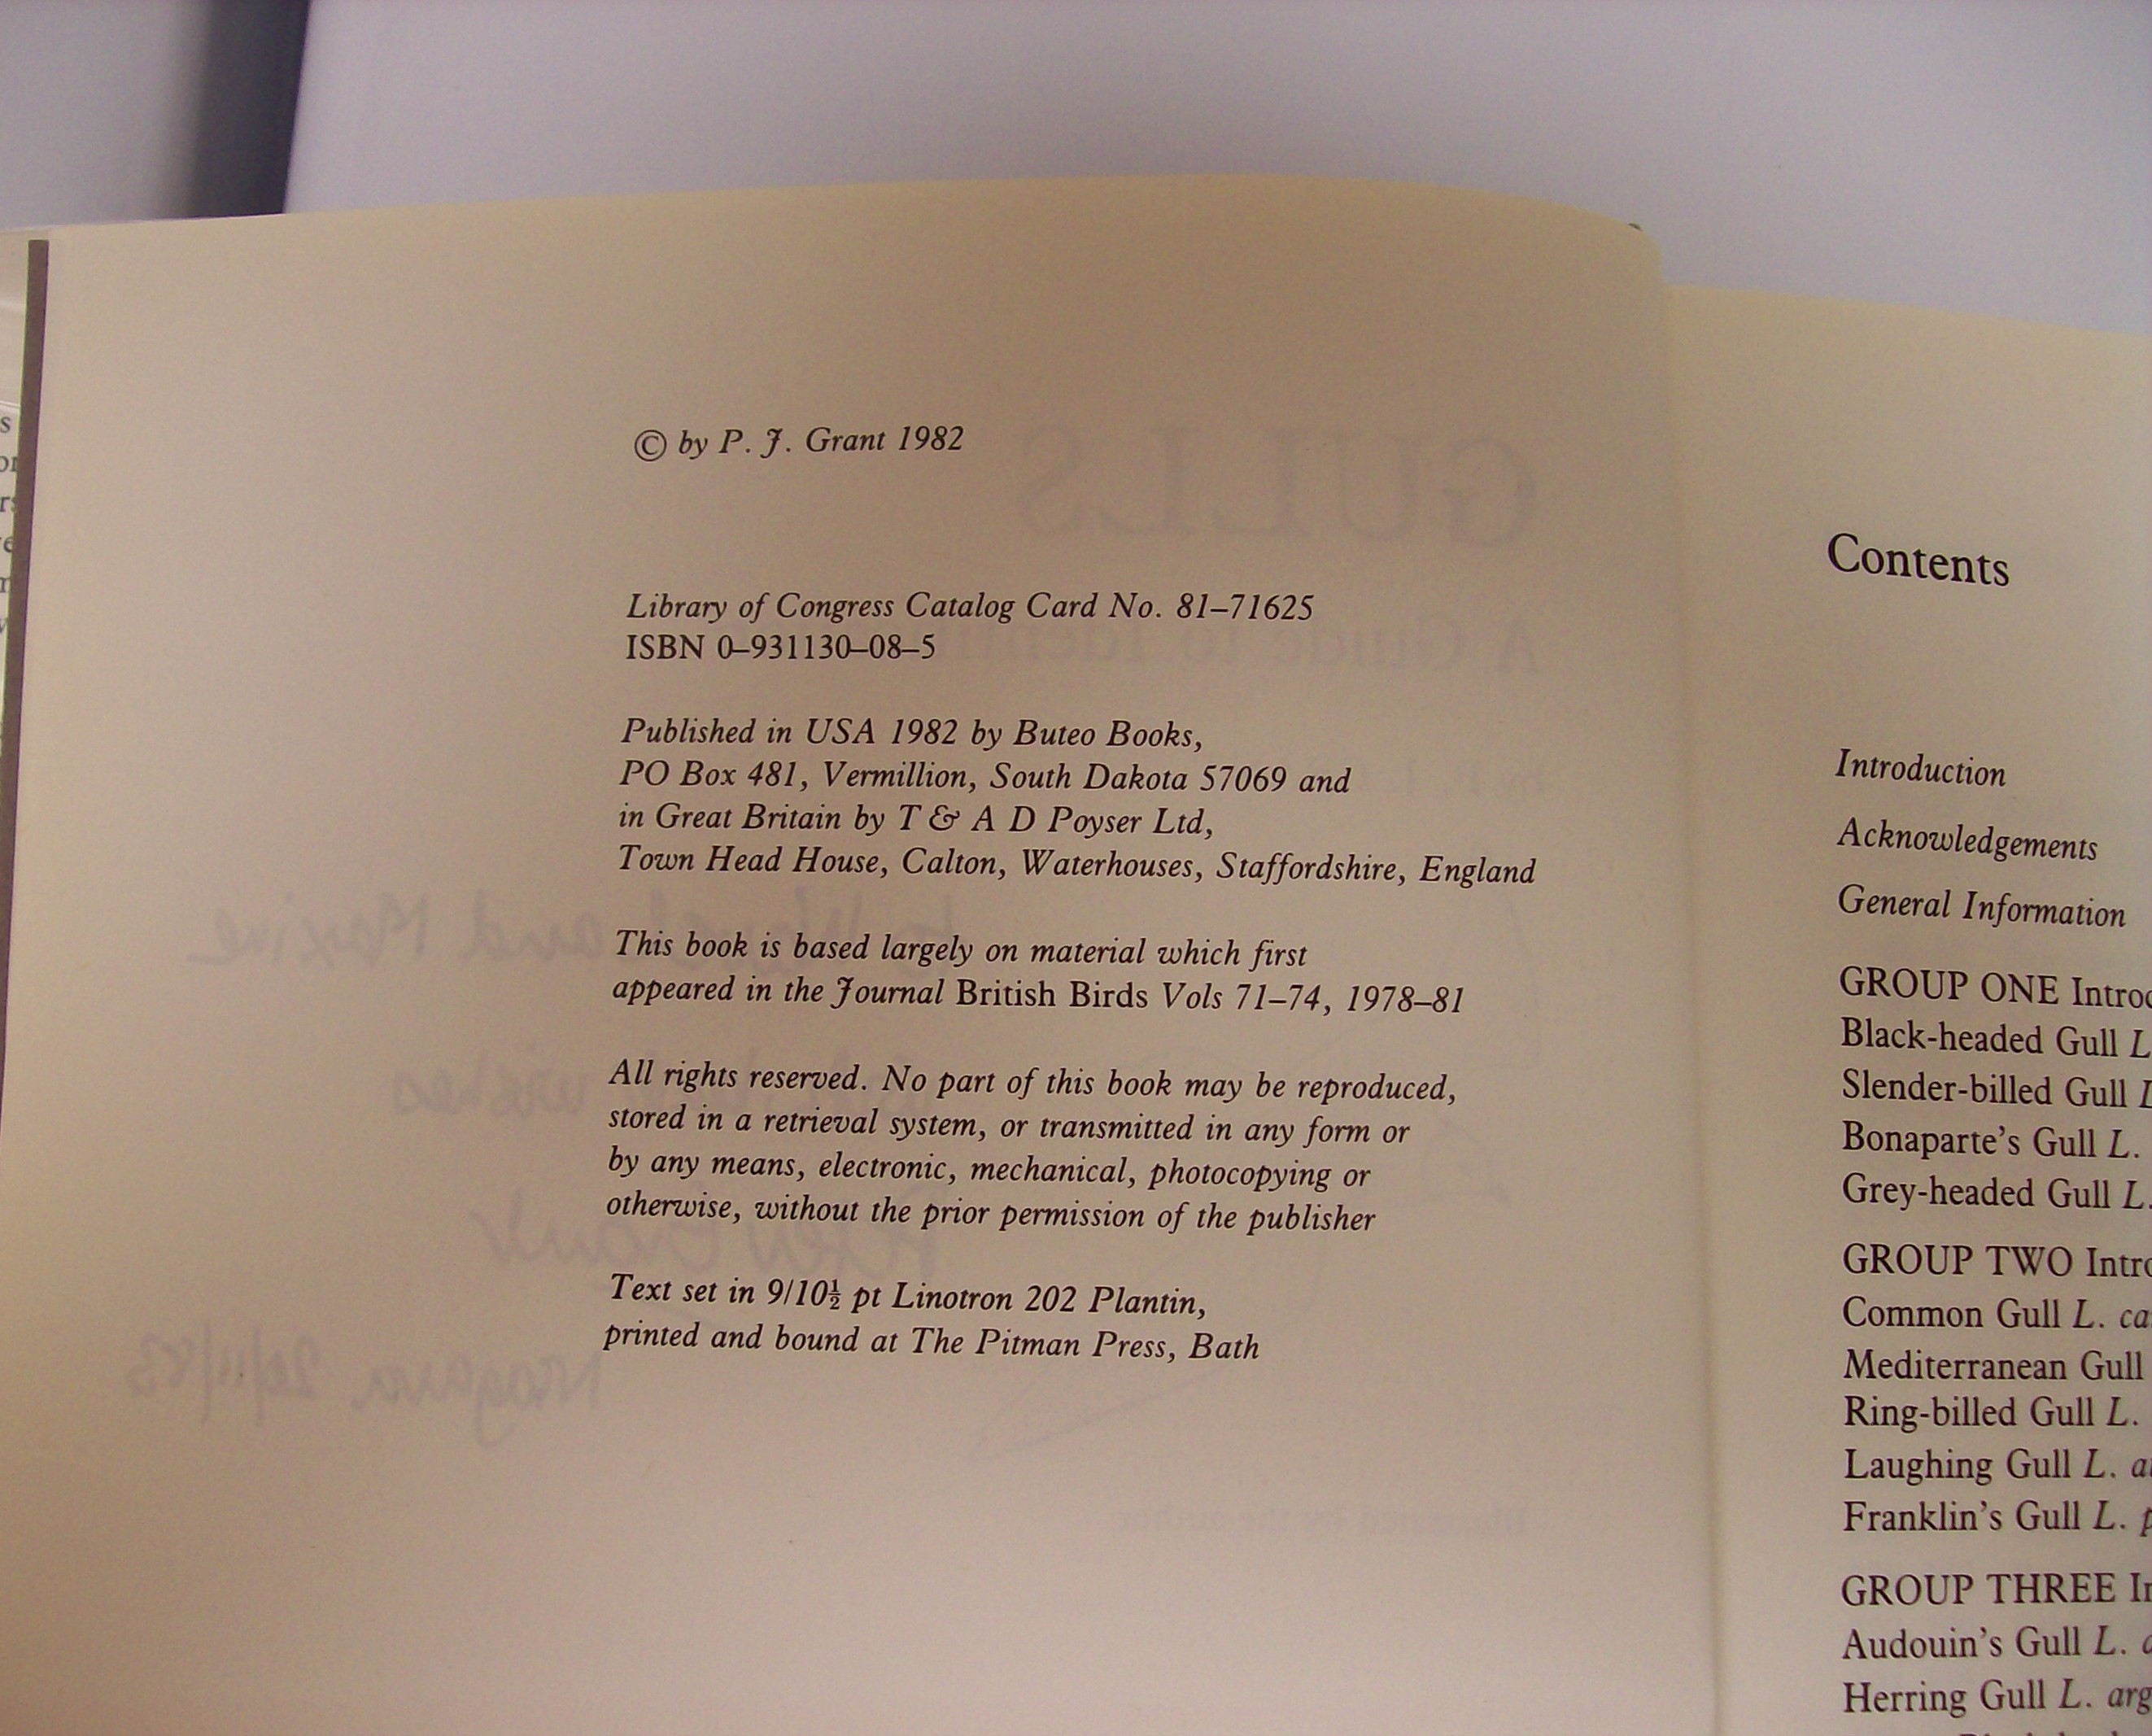 © by P. J. Grant 1982
Library of Congress Catalog Card No. 81–71625
ISBN 0–931130–08–5
Published in USA 1982 by Buteo Books,
PO Box 481, Vermillion, South Dakota 57069 and
in Great Britain by T & A D Poyser Ltd,
Town Head House, Calton, Waterhouses, Staffordshire, England
This book is based largely on material which first
appeared in the Journal British Birds Vols 71–74, 1978–81
All rights reserved. No part of this book may be reproduced,
stored in a retrieval system, or transmitted in any form or
by any means, electronic, mechanical, photocopying or
otherwise, without the prior permission of the publisher
Text set in 9/10½ pt Linotron 202 Plantin,
printed and bound at The Pitman Press, Bath
GULLS
Contents
Introduction
Acknowledgements
General Information
GROUP ONE
Black-headed Gull L.
Slender-billed Gull
Bonaparte's Gull L.
Grey-headed Gull L.
GROUP TWO
Common Gull L.
Mediterranean Gull
Ring-billed Gull L.
Laughing Gull L.
Franklin's Gull L.
GROUP THREE
Audouin's Gull L.
Herring Gull L.